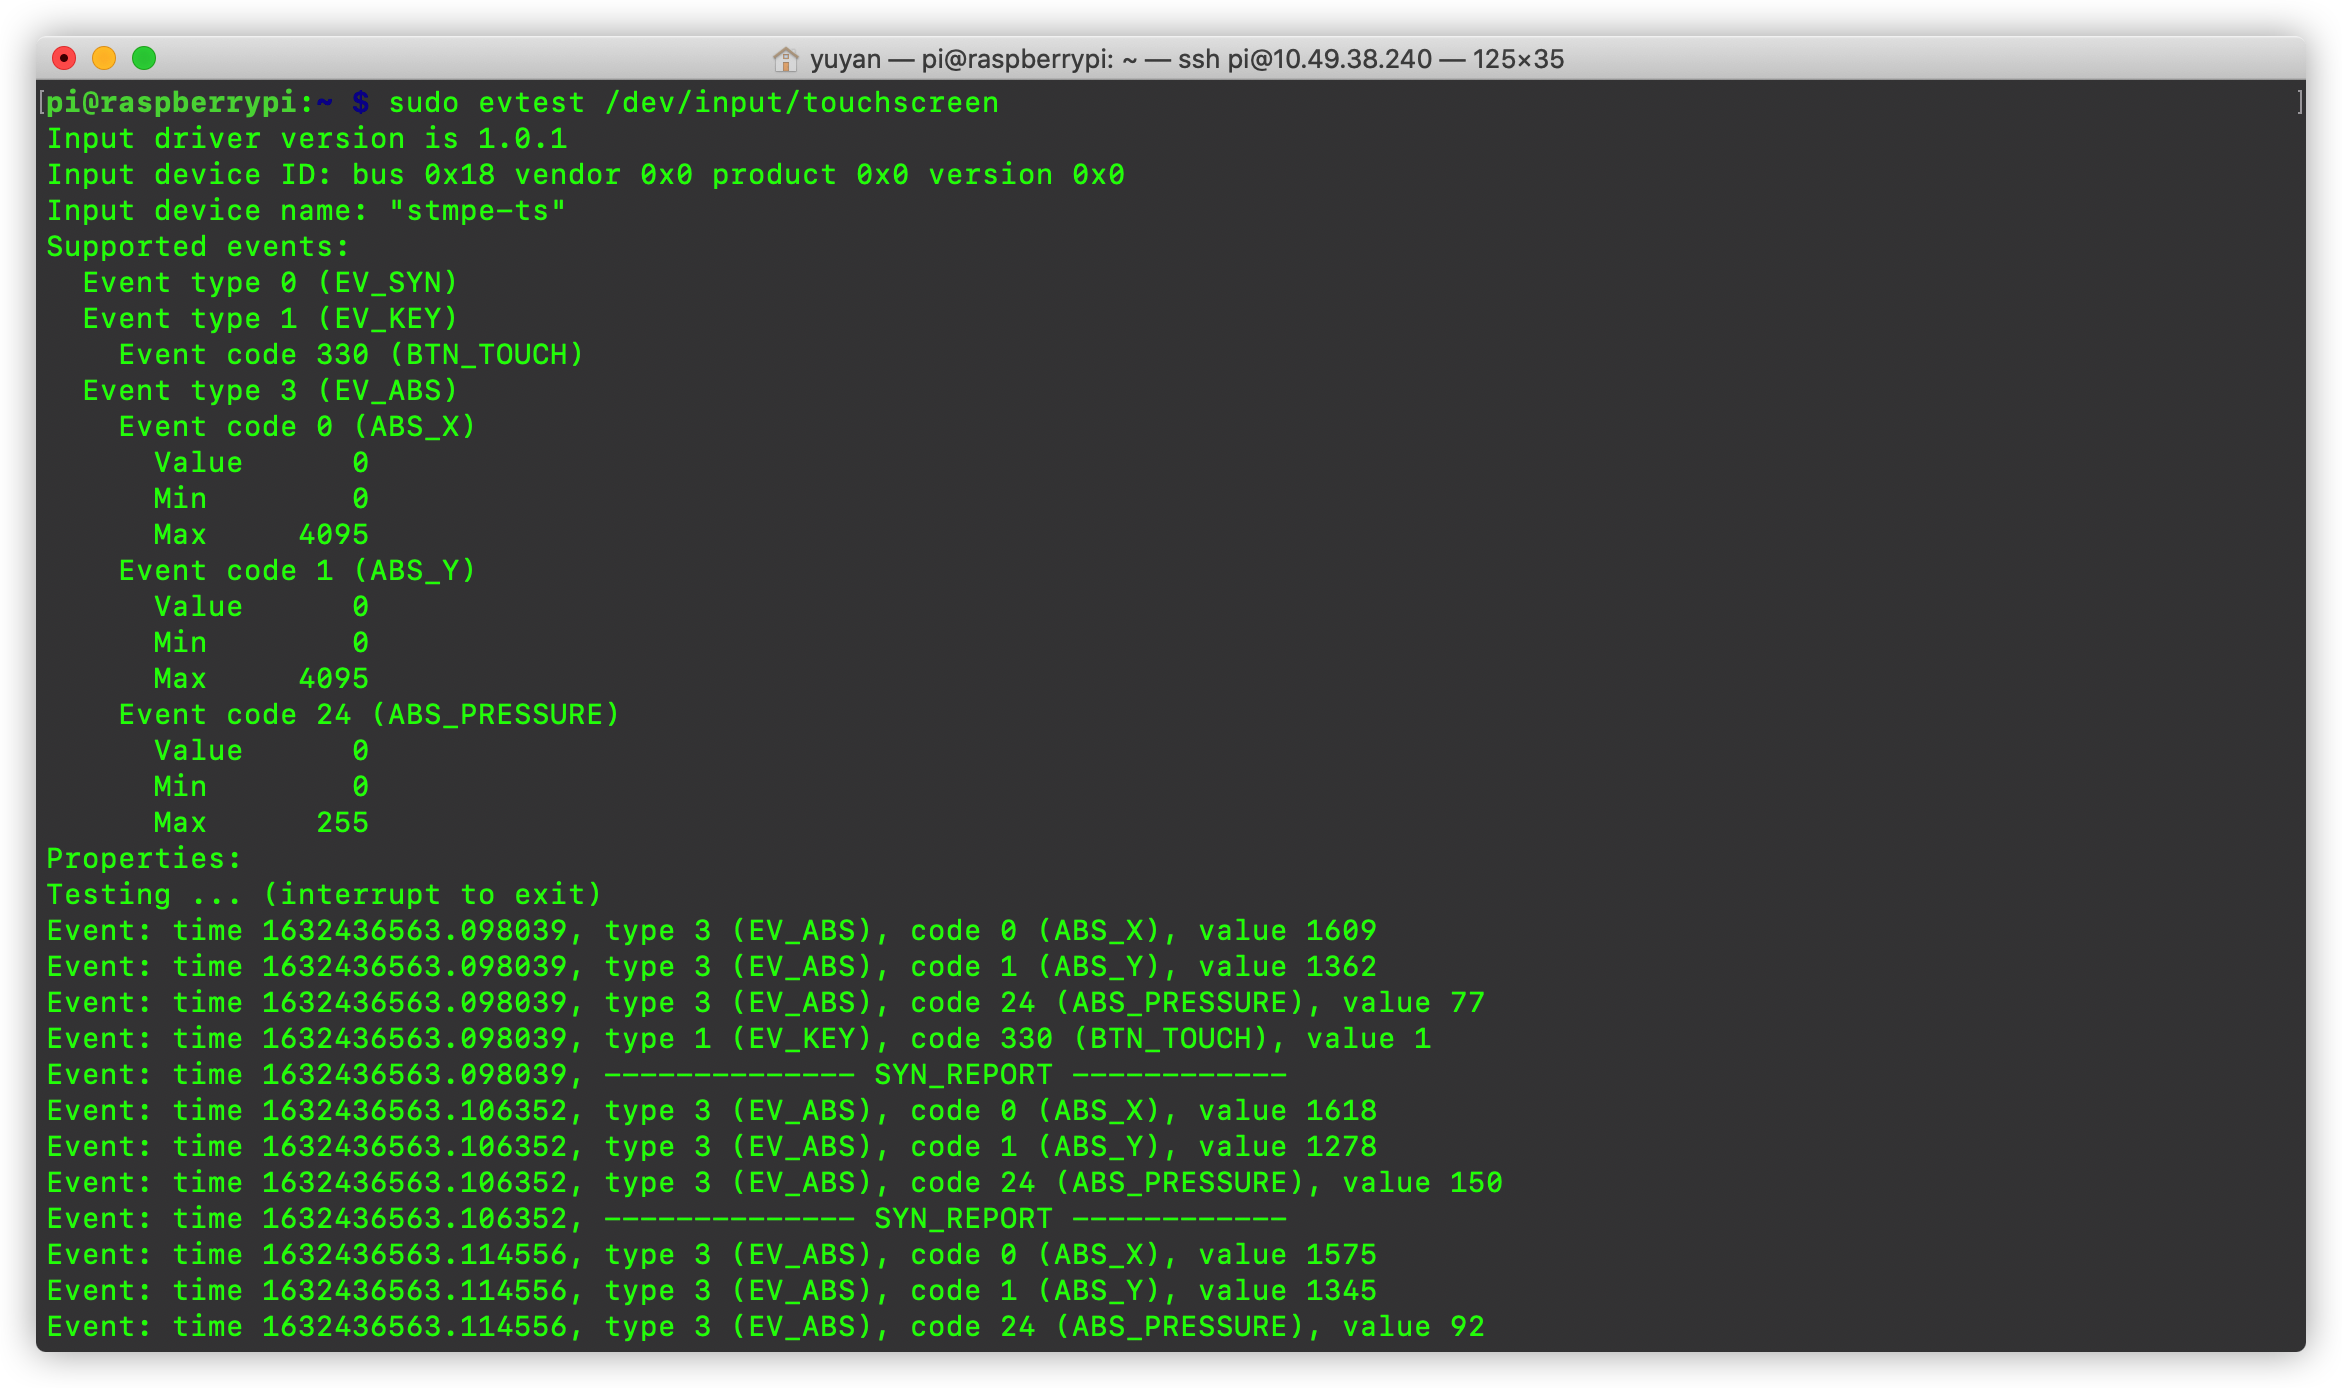 yuyan — pi@raspberrypi: ~ — ssh pi@10.49.38.240 — 125×35
[pi@raspberrypi:~ $ sudo evtest /dev/input/touchscreen ]
Input driver version is 1.0.1
Input device ID: bus 0x18 vendor 0x0 product 0x0 version 0x0
Input device name: "stmpe-ts"
Supported events:
  Event type 0 (EV_SYN)
  Event type 1 (EV_KEY)
    Event code 330 (BTN_TOUCH)
  Event type 3 (EV_ABS)
    Event code 0 (ABS_X)
      Value      0
      Min        0
      Max     4095
    Event code 1 (ABS_Y)
      Value      0
      Min        0
      Max     4095
    Event code 24 (ABS_PRESSURE)
      Value      0
      Min        0
      Max      255
Properties:
Testing ... (interrupt to exit)
Event: time 1632436563.098039, type 3 (EV_ABS), code 0 (ABS_X), value 1609
Event: time 1632436563.098039, type 3 (EV_ABS), code 1 (ABS_Y), value 1362
Event: time 1632436563.098039, type 3 (EV_ABS), code 24 (ABS_PRESSURE), value 77
Event: time 1632436563.098039, type 1 (EV_KEY), code 330 (BTN_TOUCH), value 1
Event: time 1632436563.098039, -------------- SYN_REPORT ------------
Event: time 1632436563.106352, type 3 (EV_ABS), code 0 (ABS_X), value 1618
Event: time 1632436563.106352, type 3 (EV_ABS), code 1 (ABS_Y), value 1278
Event: time 1632436563.106352, type 3 (EV_ABS), code 24 (ABS_PRESSURE), value 150
Event: time 1632436563.106352, -------------- SYN_REPORT ------------
Event: time 1632436563.114556, type 3 (EV_ABS), code 0 (ABS_X), value 1575
Event: time 1632436563.114556, type 3 (EV_ABS), code 1 (ABS_Y), value 1345
Event: time 1632436563.114556, type 3 (EV_ABS), code 24 (ABS_PRESSURE), value 92